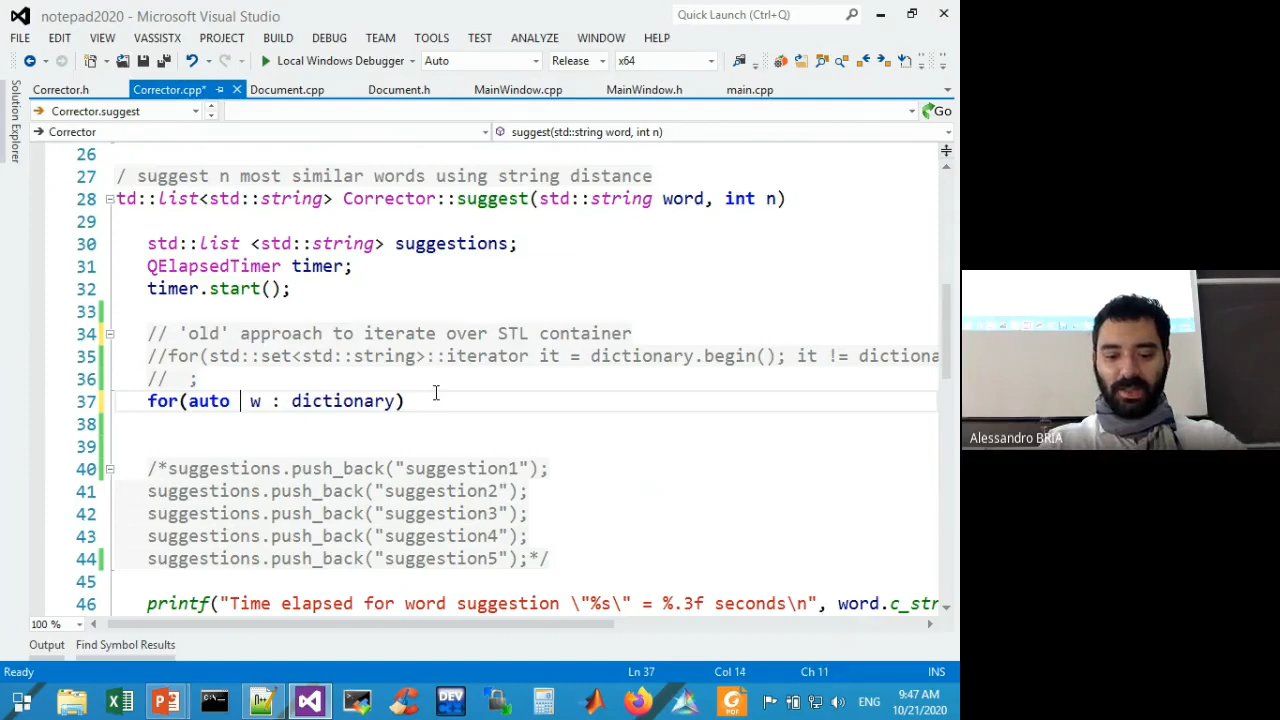 notepad2020 - Microsoft Visual Studio
Quick Launch (Ctrl+Q)
FILE EDIT VIEW VASSISTX PROJECT BUILD DEBUG TEAM TOOLS TEST ANALYZE WINDOW HELP
Local Windows Debugger Auto Release x64
Corrector.h Corrector.cpp* Document.cpp Document.h MainWindow.cpp MainWindow.h main.cpp
Solution Explorer
Corrector.suggest Go
Corrector suggest(std::string word, int n)
26
27 / suggest n most similar words using string distance
28 td::list<std::string> Corrector::suggest(std::string word, int n)
29
30 std::list <std::string> suggestions;
31 QElapsedTimer timer;
32 timer.start();
33
34 // 'old' approach to iterate over STL container
35 //for(std::set<std::string>::iterator it = dictionary.begin(); it != dictiona
36 // ;
37 for(auto w : dictionary)
38
39
40 /*suggestions.push_back("suggestion1");
41 suggestions.push_back("suggestion2");
42 suggestions.push_back("suggestion3");
43 suggestions.push_back("suggestion4");
44 suggestions.push_back("suggestion5");*/
45
46 printf("Time elapsed for word suggestion \"%s\" = %.3f seconds\n", word.c_str
100 %
Output Find Symbol Results
Ready Ln 37 Col 14 Ch 11 INS
DEV
PDF
ENG
9:47 AM
10/21/2020
Alessandro BRIA